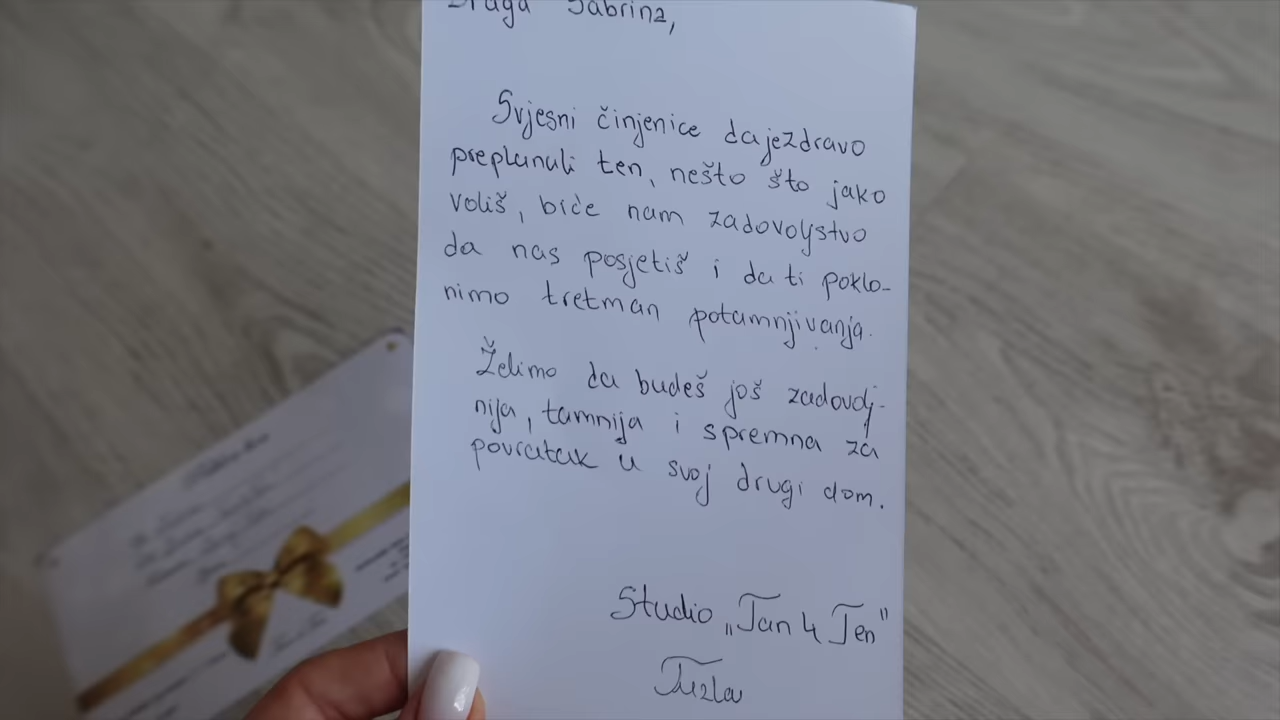 Draga Sabrina,
Svjesni činjenice da je zdravo
preplanuli ten, nešto što jako
voliš, biće nam zadovoljstvo
da nas posjetiš i da ti poklo-
nimo tretman potamnjivanja.
Želimo da budeš još zadovolj-
nija, tamnija i spremna za
povratak u svoj drugi dom.
Studio „Tan 4 Ten"
Tuzla